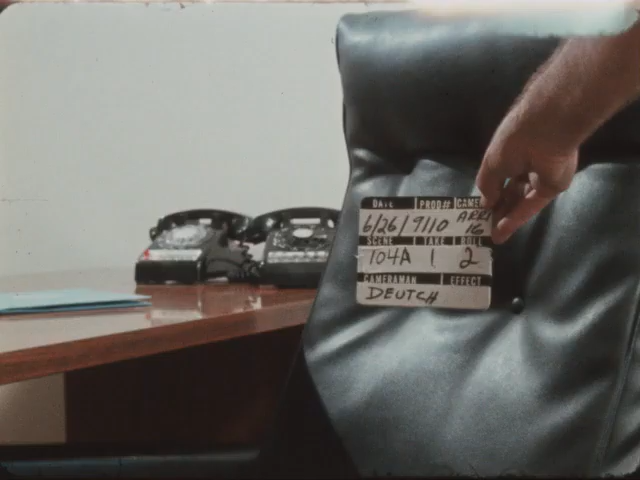 DATE PROD# CAMERA
6/26/ 9110 ARRI 16
SCENE TAKE ROLL
104A 1 2
CAMERAMAN EFFECT
DEUTCH